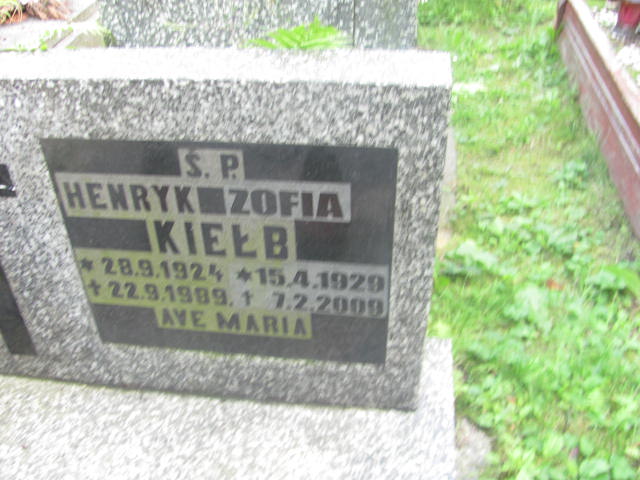 Ś. P.
HENRYK ZOFIA
KIEŁB
* 28.9.1924 * 15.4.1929
† 22.9.1989. † 7.2.2009
AVE MARIA